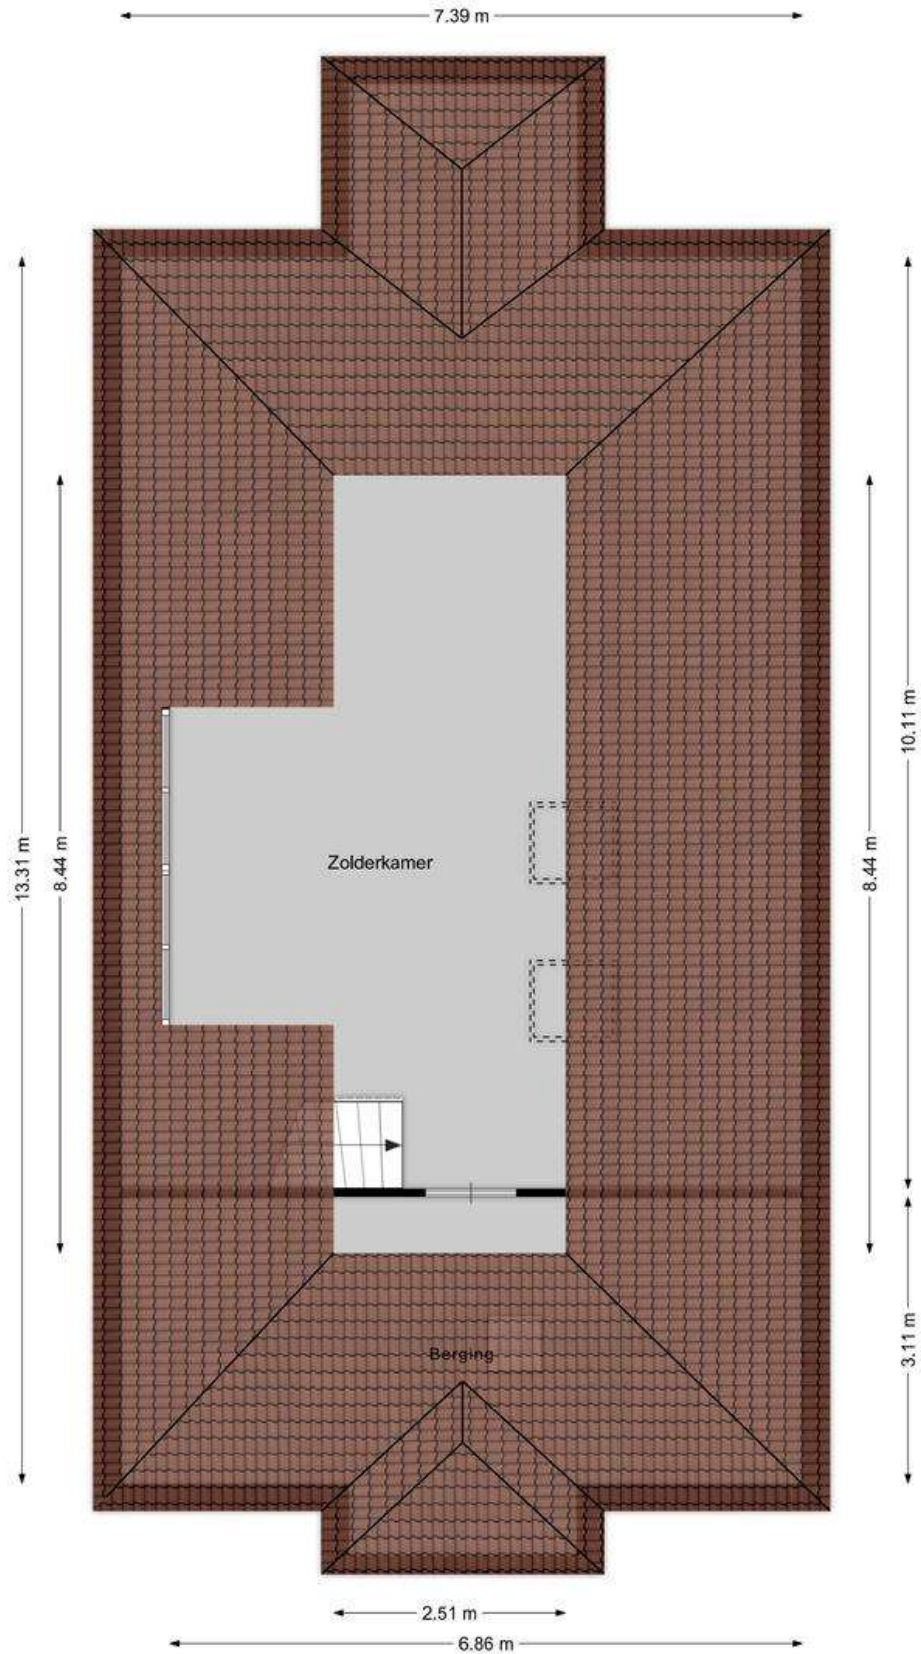 7.39 m
10.11 m
13.31 m
8.44 m
Zolderkamer
8.44 m
3.11 m
Berging
2.51 m
6.86 m